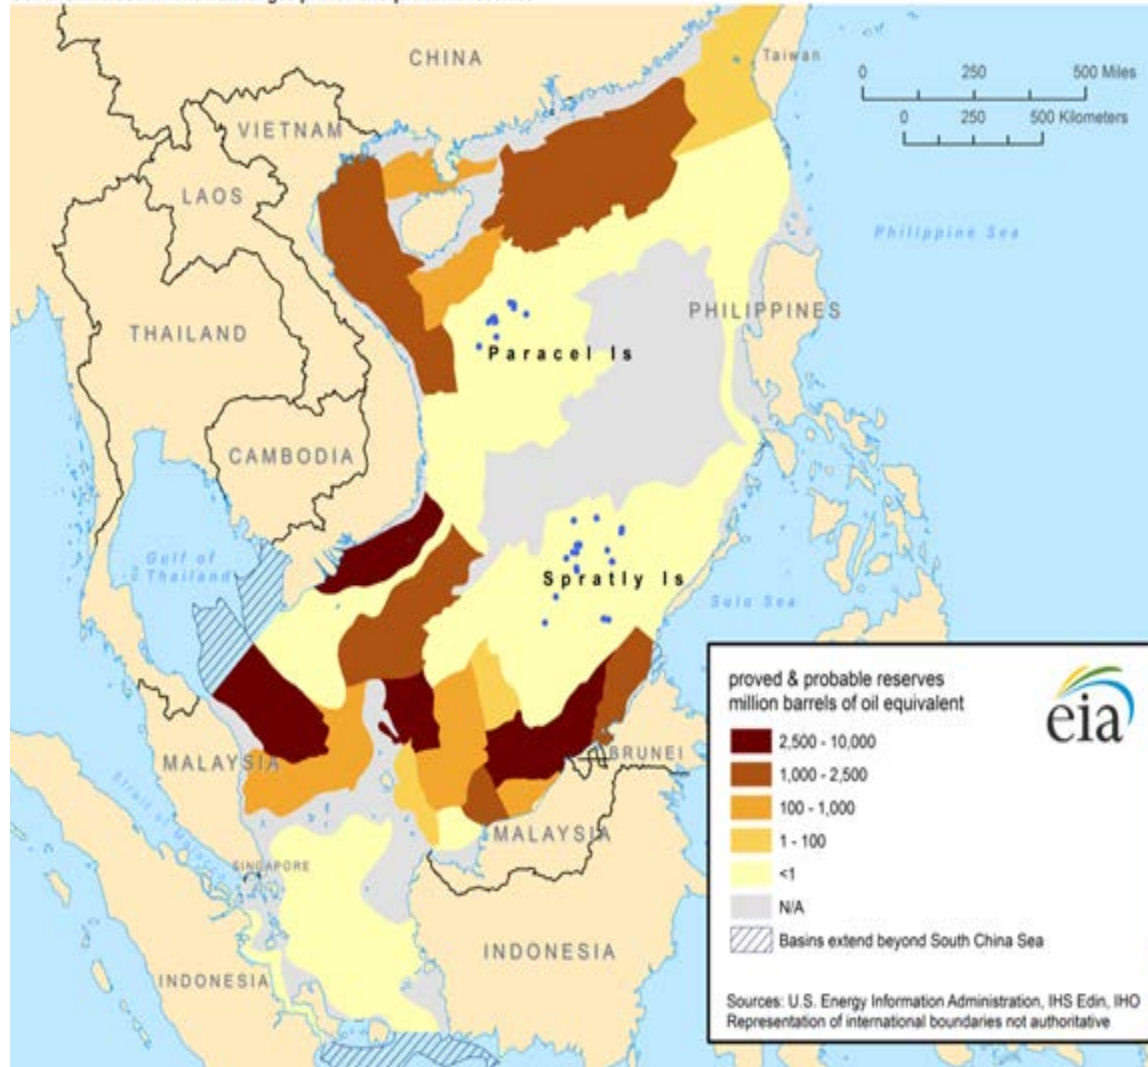 CHINA
Taiwan
0 250 500 Miles
0 250 500 Kilometers
VIETNAM
LAOS
Philippine Sea
PHILIPPINES
THAILAND
Paracel Is
CAMBODIA
Gulf of
Thailand
Spratly Is
Sulu Sea
proved & probable reserves
million barrels of oil equivalent
eia
2,500 - 10,000
1,000 - 2,500
100 - 1,000
1 - 100
<1
N/A
Basins extend beyond South China Sea
Sources: U.S. Energy Information Administration, IHS Edin, IHO
Representation of international boundaries not authoritative
BRUNEI
MALAYSIA
MALAYSIA
Strait of Malacca
SINGAPORE
INDONESIA
INDONESIA